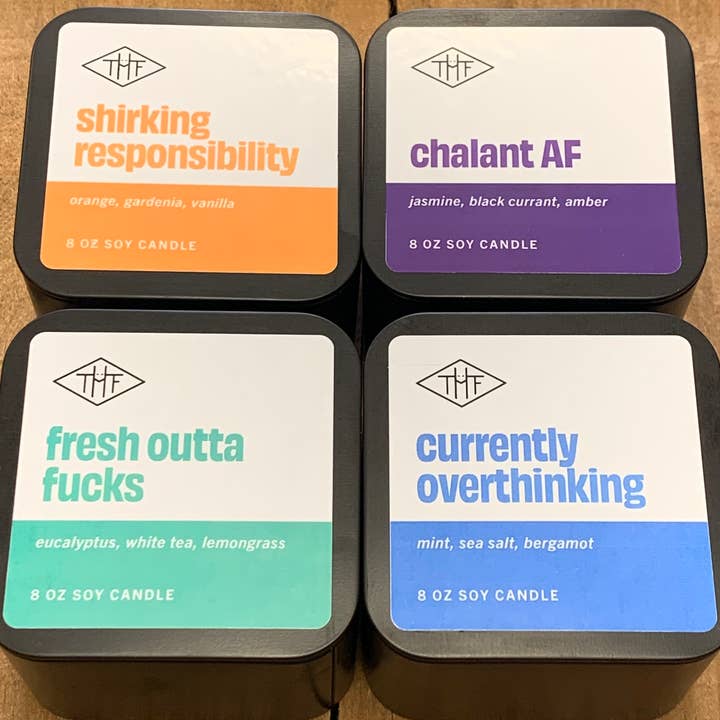 THF
shirking
responsibility
orange, gardenia, vanilla
8 OZ SOY CANDLE
THF
chalant AF
jasmine, black currant, amber
8 OZ SOY CANDLE
THF
fresh outta
fucks
eucalyptus, white tea, lemongrass
8 OZ SOY CANDLE
THF
currently
overthinking
mint, sea salt, bergamot
8 OZ SOY CANDLE